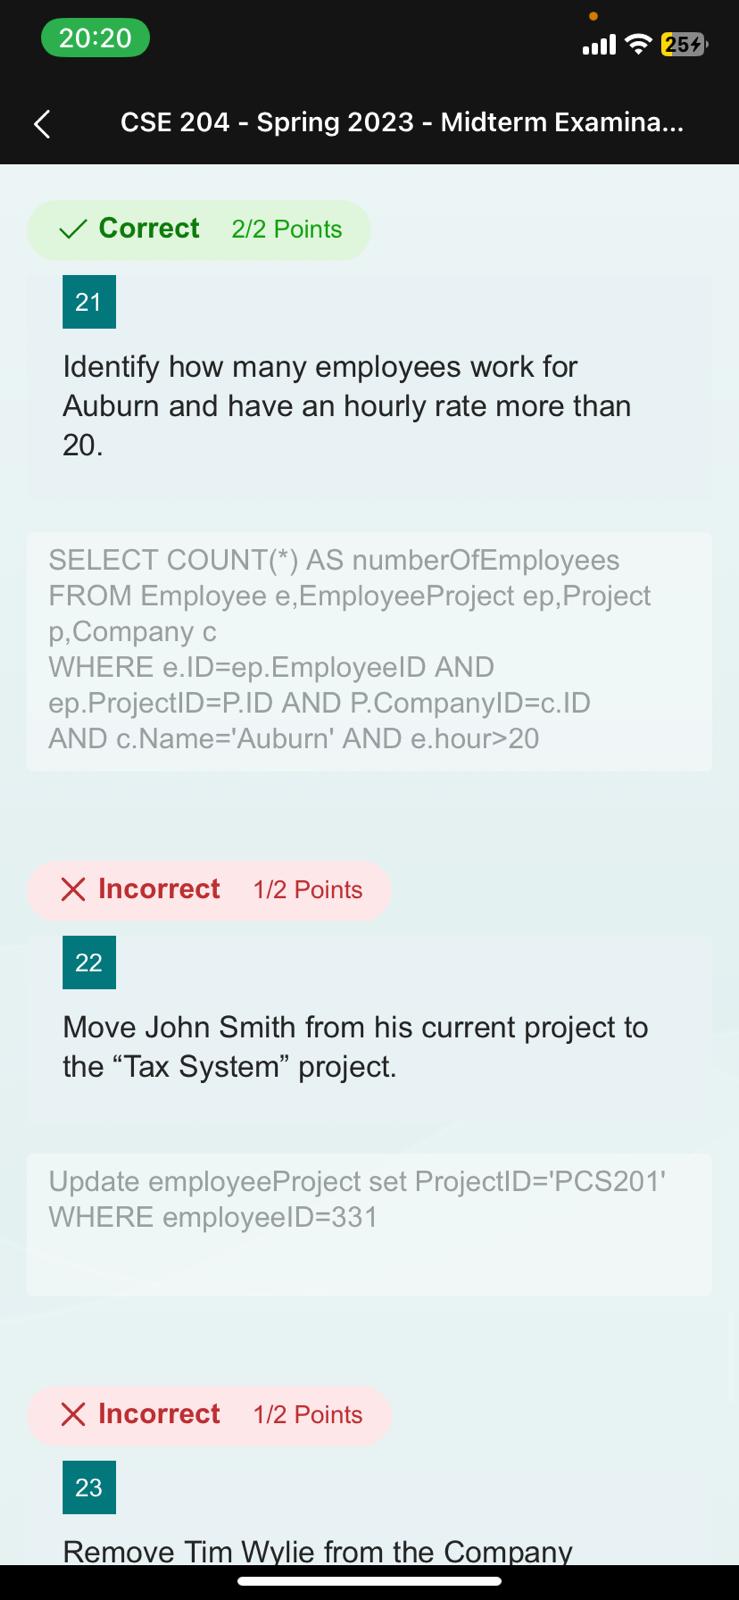 20:20
25
CSE 204 - Spring 2023 - Midterm Examina...
Correct 2/2 Points
21
Identify how many employees work for
Auburn and have an hourly rate more than
20.
SELECT COUNT(*) AS numberOfEmployees
FROM Employee e,EmployeeProject ep,Project
p,Company c
WHERE e.ID=ep.EmployeeID AND
ep.ProjectID=P.ID AND P.CompanyID=c.ID
AND c.Name='Auburn' AND e.hour>20
Incorrect 1/2 Points
22
Move John Smith from his current project to
the “Tax System” project.
Update employeeProject set ProjectID='PCS201'
WHERE employeeID=331
Incorrect 1/2 Points
23
Remove Tim Wylie from the Company